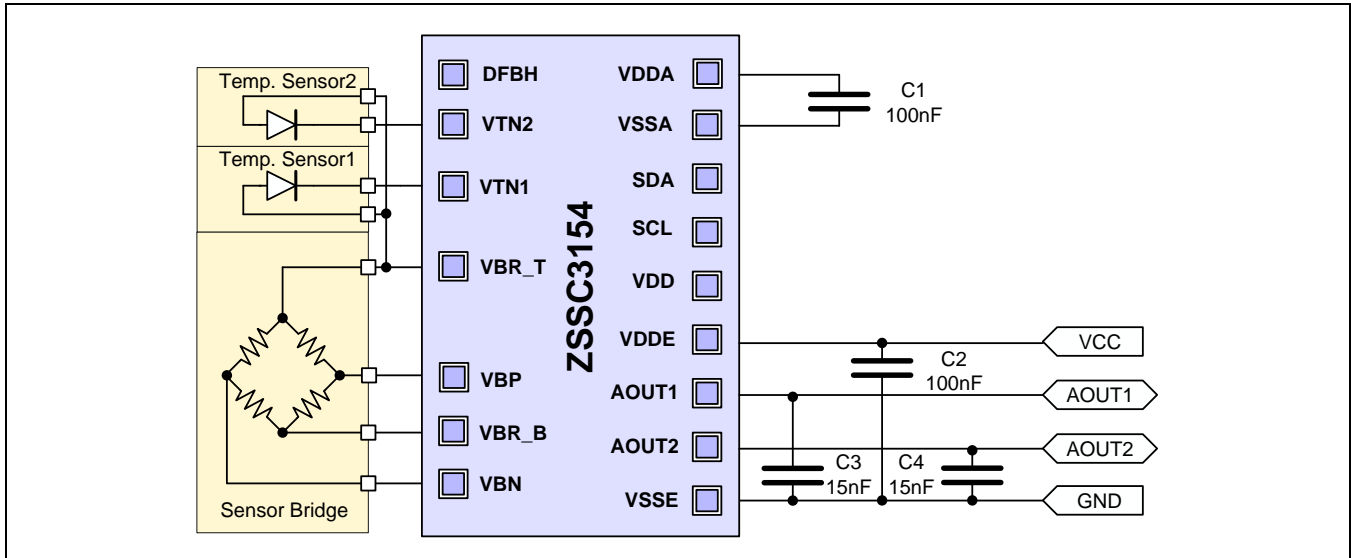 Temp. Sensor2
Temp. Sensor1
Sensor Bridge
DFBH
VTN2
VTN1
VBR_T
VBP
VBR_B
VBN
ZSSC3154
VDDA
VSSA
SDA
SCL
VDD
VDDE
AOUT1
AOUT2
VSSE
C1
100nF
C2
100nF
C3
15nF
C4
15nF
VCC
AOUT1
AOUT2
GND